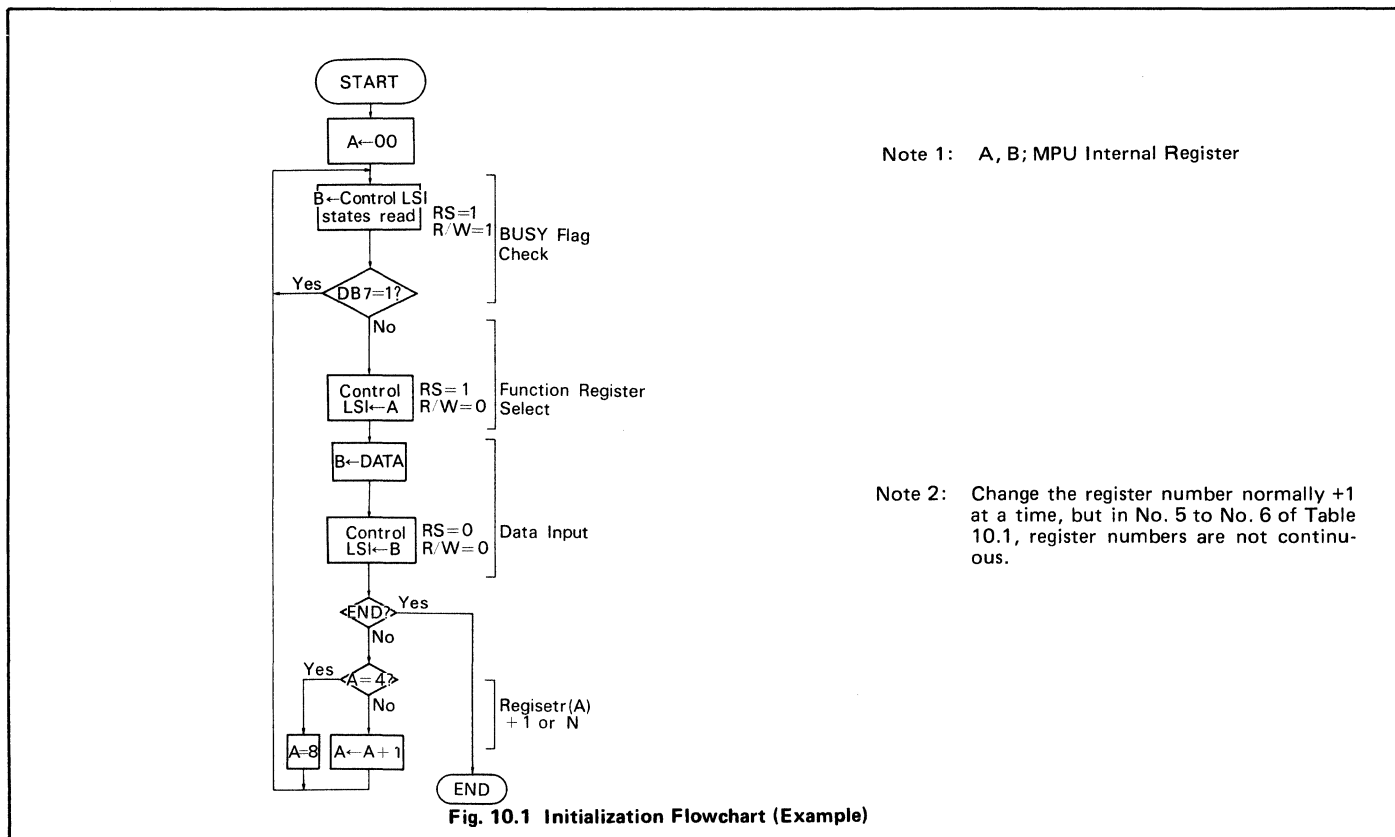 START
A←00
Note 1: A, B; MPU Internal Register
B←Control LSI
states read
RS=1
R/W=1
BUSY Flag
Check
Yes
DB7=1?
No
Control
LSI←A
RS=1
R/W=0
Function Register
Select
B←DATA
Note 2: Change the register number normally +1
at a time, but in No. 5 to No. 6 of Table
10.1, register numbers are not continu-
ous.
Control
LSI←B
RS=0
R/W=0
Data Input
END?
Yes
No
Yes
A=4?
No
Regisetr(A)
+1 or N
A=8
A←A+1
END
Fig. 10.1 Initialization Flowchart (Example)